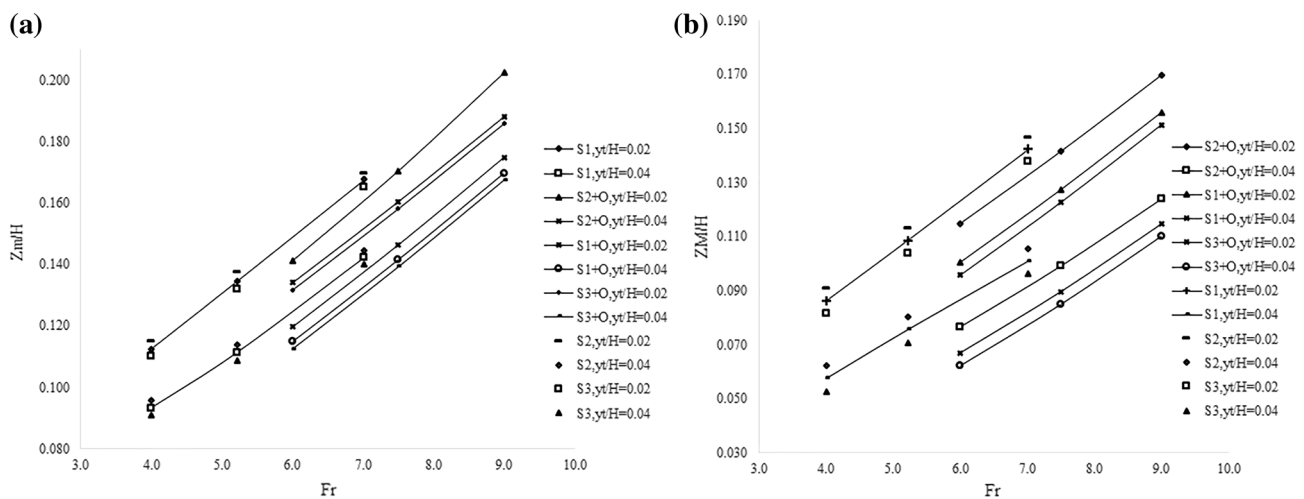 (a)
Zm/H
0.200
0.180
0.160
0.140
0.120
0.100
0.080
3.0 4.0 5.0 6.0 7.0 8.0 9.0 10.0
Fr
S1,yt/H=0.02
S1,yt/H=0.04
S2+O,yt/H=0.02
S2+O,yt/H=0.04
S1+O,yt/H=0.02
S1+O,yt/H=0.04
S3+O,yt/H=0.02
S3+O,yt/H=0.04
S2,yt/H=0.02
S2,yt/H=0.04
S3,yt/H=0.02
S3,yt/H=0.04
(b)
ZM/H
0.190
0.170
0.150
0.130
0.110
0.090
0.070
0.050
0.030
3.0 4.0 5.0 6.0 7.0 8.0 9.0 10.0
Fr
S2+O,yt/H=0.02
S2+O,yt/H=0.04
S1+O,yt/H=0.02
S1+O,yt/H=0.04
S3+O,yt/H=0.02
S3+O,yt/H=0.04
S1,yt/H=0.02
S1,yt/H=0.04
S2,yt/H=0.02
S2,yt/H=0.04
S3,yt/H=0.02
S3,yt/H=0.04